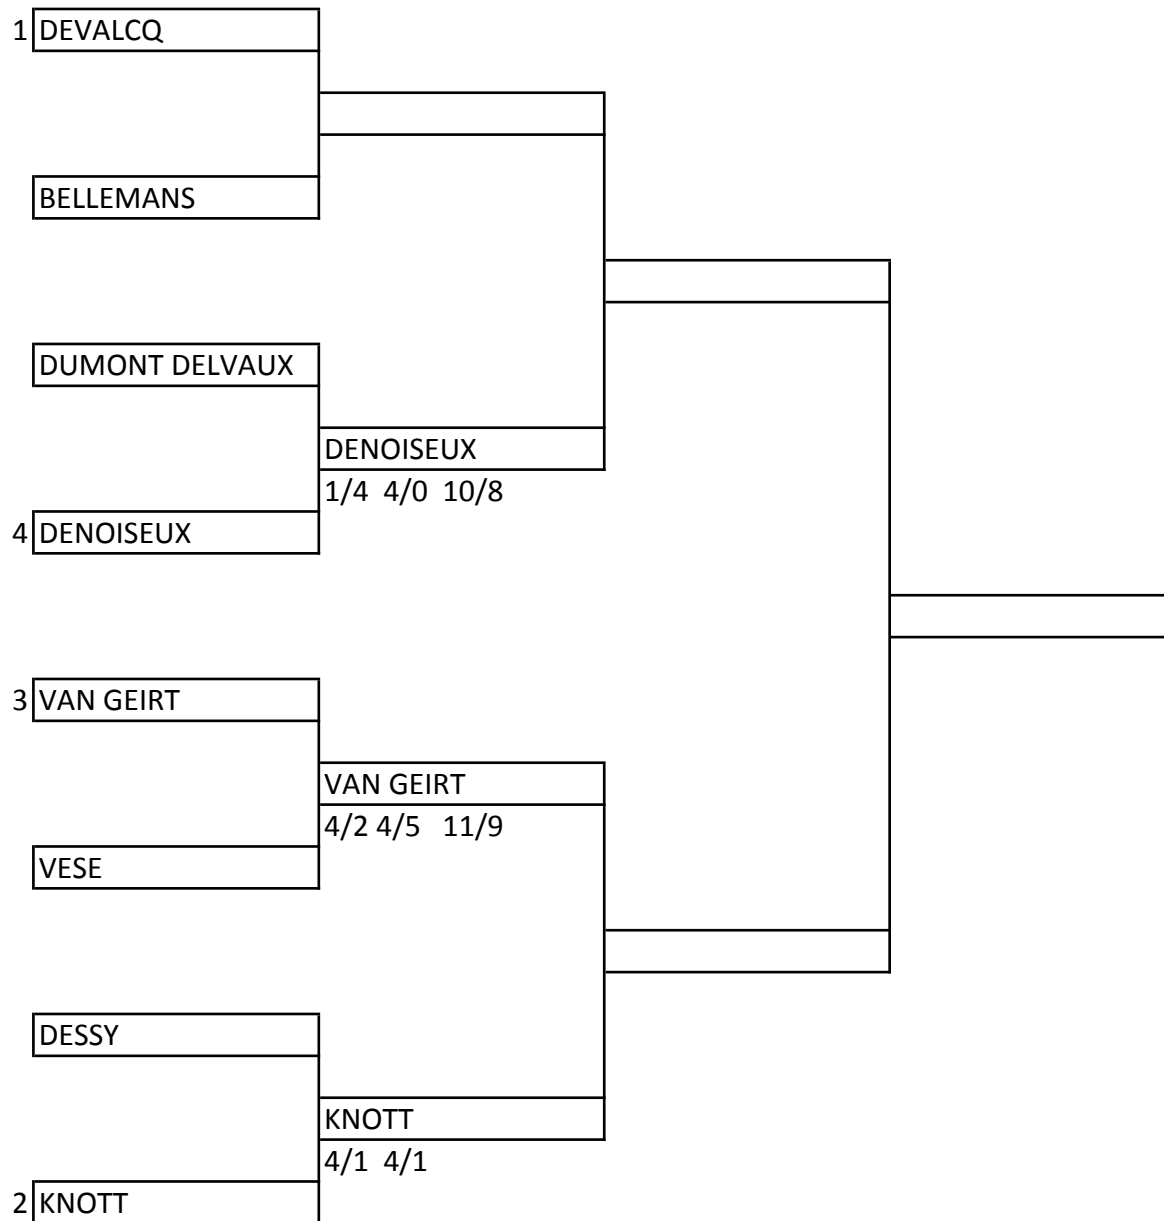 1 DEVALCQ
BELLEMANS
DUMONT DELVAUX
DENOISEUX
1/4 4/0 10/8
4 DENOISEUX
3 VAN GEIRT
VAN GEIRT
4/2 4/5 11/9
VESE
DESSY
KNOTT
4/1 4/1
2 KNOTT